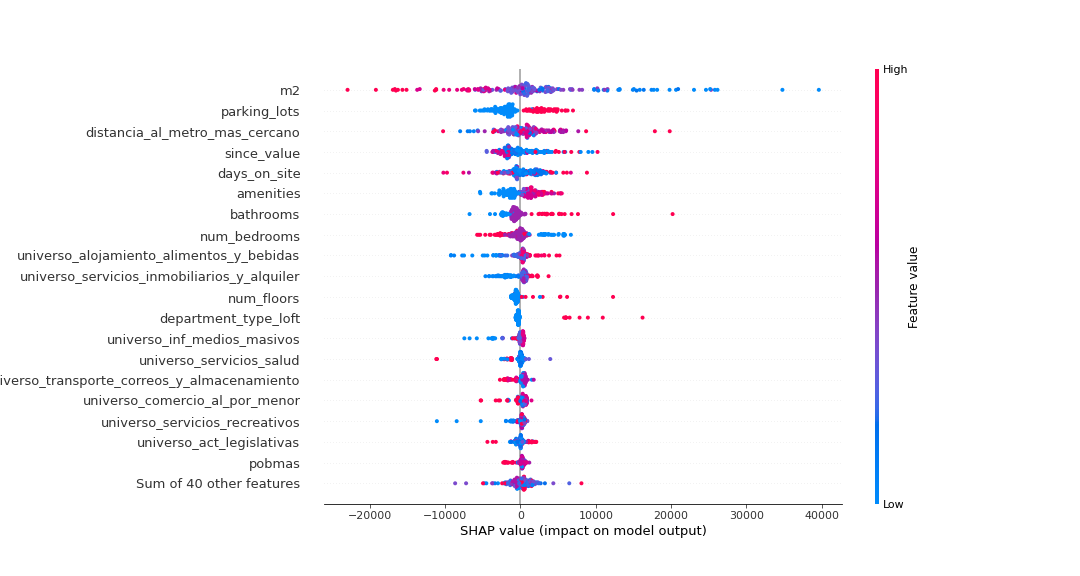 High
m2
parking_lots
distancia_al_metro_mas_cercano
since_value
days_on_site
amenities
bathrooms
num_bedrooms
universo_alojamiento_alimentos_y_bebidas
universo_servicios_inmobiliarios_y_alquiler
num_floors
department_type_loft
universo_inf_medios_masivos
universo_servicios_salud
iverso_transporte_correos_y_almacenamiento
universo_comercio_al_por_menor
universo_servicios_recreativos
universo_act_legislativas
pobmas
Sum of 40 other features
Feature value
Low
−20000 −10000 0 10000 20000 30000 40000
SHAP value (impact on model output)